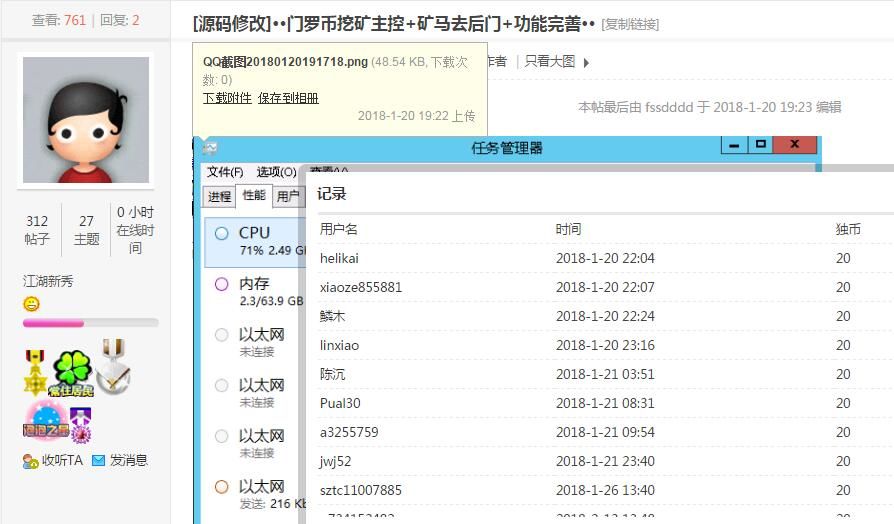 查看: 761 | 回复: 2
[源码修改]••门罗币挖矿主控+矿马去后门+功能完善•• [复制链接]
QQ截图20180120191718.png (48.54 KB, 下载次数: 0)
下载附件 保存到相册
2018-1-20 19:22 上传
作者 | 只看大图
本帖最后由 fssdddd 于 2018-1-20 19:23 编辑
312
帖子
27
主题
0 小时
在线时间
江湖新秀
常住居民
收听TA 发消息
任务管理器
文件(F) 选项(O) 查看(V)
进程 性能 用户
CPU
71% 2.49 G
内存
2.3/63.9 GB
以太网
未连接
以太网
未连接
以太网
未连接
以太网
发送: 216 Kb
记录
用户名 时间 独币
helikai 2018-1-20 22:04 20
xiaoze855881 2018-1-20 22:07 20
鳞木 2018-1-20 22:24 20
linxiao 2018-1-20 23:16 20
陈沉 2018-1-21 03:51 20
Pual30 2018-1-21 08:31 20
a3255759 2018-1-21 09:54 20
jwj52 2018-1-21 23:40 20
sztc11007885 2018-1-26 13:40 20